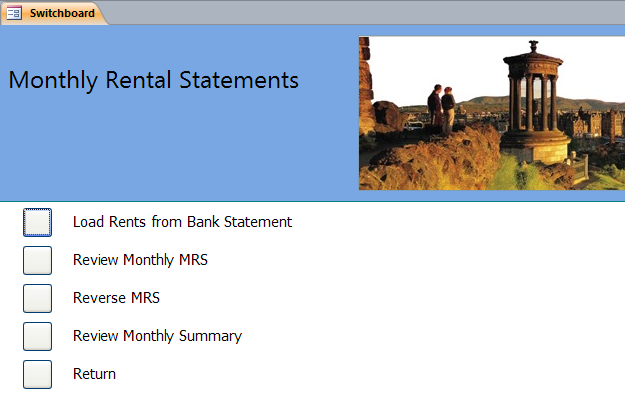 Switchboard
Monthly Rental Statements
Load Rents from Bank Statement
Review Monthly MRS
Reverse MRS
Review Monthly Summary
Return